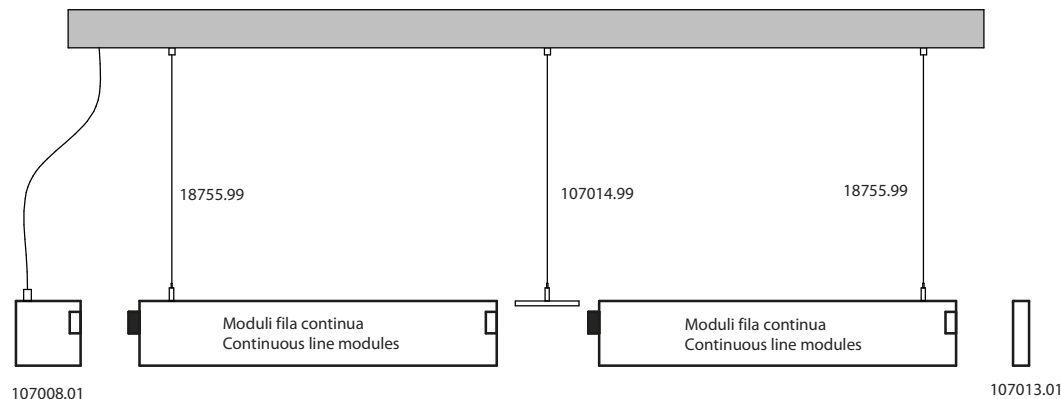 18755.99
107014.99
18755.99
Moduli fila continua
Continuous line modules
Moduli fila continua
Continuous line modules
107008.01
107013.01